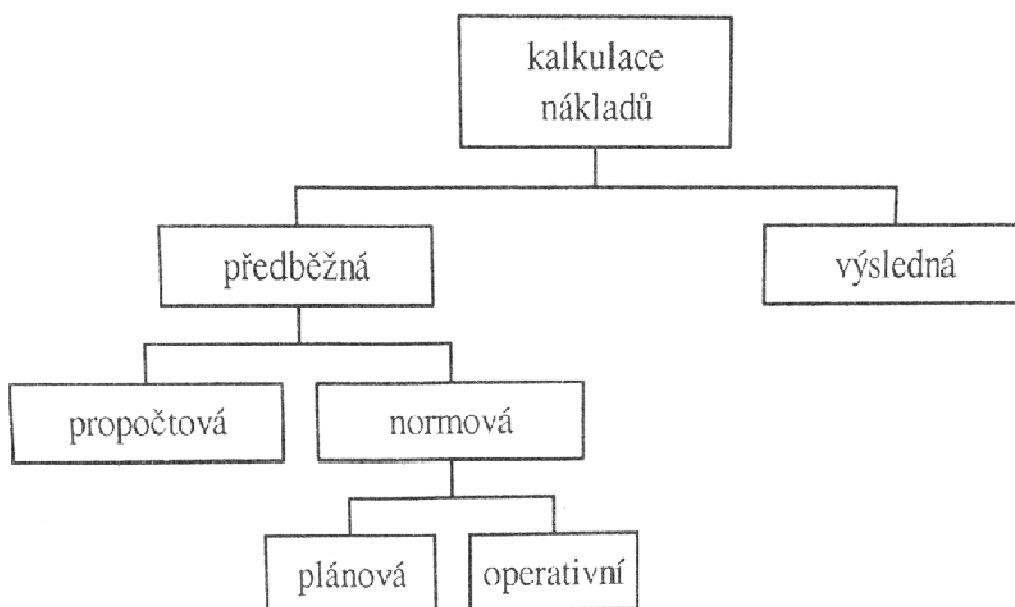 kalkulace
nákladů
předběžná
výsledná
propočtová
normová
plánová
operativní